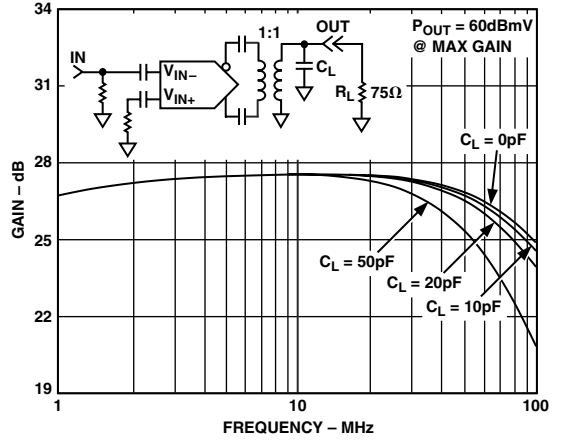 34
31
28
25
22
19
GAIN – dB
1
10
100
FREQUENCY – MHz
IN
VIN–
VIN+
1:1
OUT
CL
RL
75Ω
POUT = 60dBmV
@ MAX GAIN
CL = 0pF
CL = 50pF
CL = 20pF
CL = 10pF